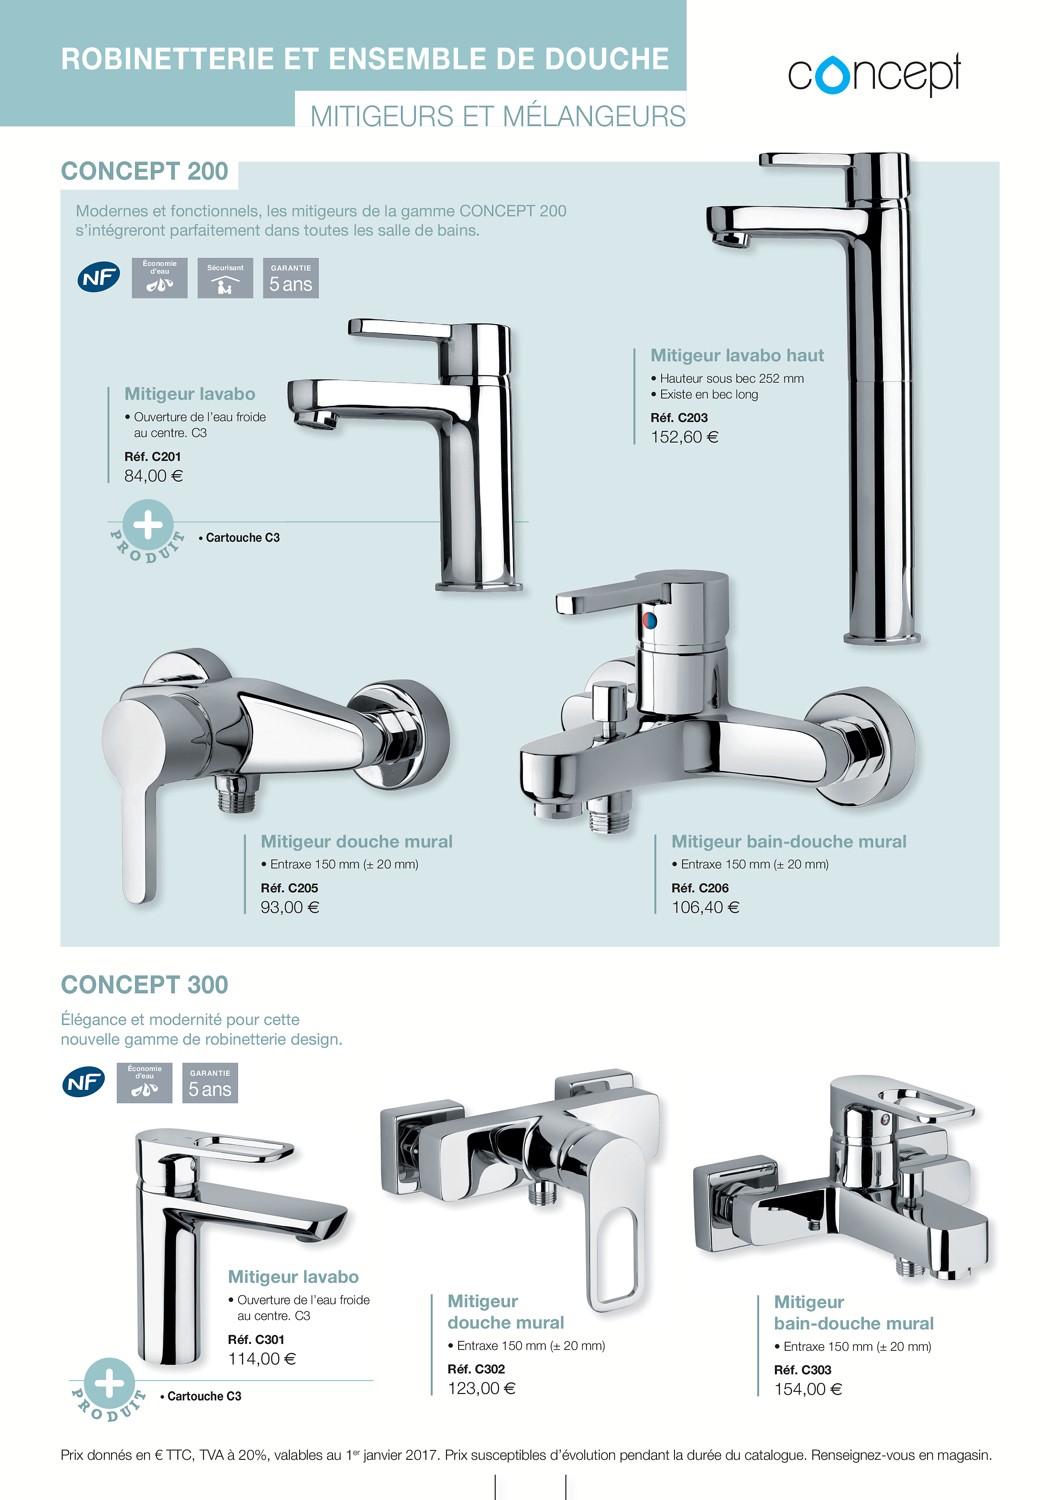 ROBINETTERIE ET ENSEMBLE DE DOUCHE
concept
MITIGEURS ET MÉLANGEURS
CONCEPT 200
Modernes et fonctionnels, les mitigeurs de la gamme CONCEPT 200
s'intégreront parfaitement dans toutes les salle de bains.
NF
Économie
d'eau
Sécurisant
GARANTIE
5 ans
Mitigeur lavabo haut
• Hauteur sous bec 252 mm
• Existe en bec long
Réf. C203
152,60 €
Mitigeur lavabo
• Ouverture de l'eau froide
au centre. C3
Réf. C201
84,00 €
+
PRODUIT
• Cartouche C3
Mitigeur douche mural
• Entraxe 150 mm (± 20 mm)
Réf. C205
93,00 €
Mitigeur bain-douche mural
• Entraxe 150 mm (± 20 mm)
Réf. C206
106,40 €
CONCEPT 300
Élégance et modernité pour cette
nouvelle gamme de robinetterie design.
NF
Économie
d'eau
GARANTIE
5 ans
Mitigeur lavabo
• Ouverture de l'eau froide
au centre. C3
Réf. C301
114,00 €
+
PRODUIT
• Cartouche C3
Mitigeur
douche mural
• Entraxe 150 mm (± 20 mm)
Réf. C302
123,00 €
Mitigeur
bain-douche mural
• Entraxe 150 mm (± 20 mm)
Réf. C303
154,00 €
Prix donnés en € TTC, TVA à 20%, valables au 1er janvier 2017. Prix susceptibles d'évolution pendant la durée du catalogue. Renseignez-vous en magasin.